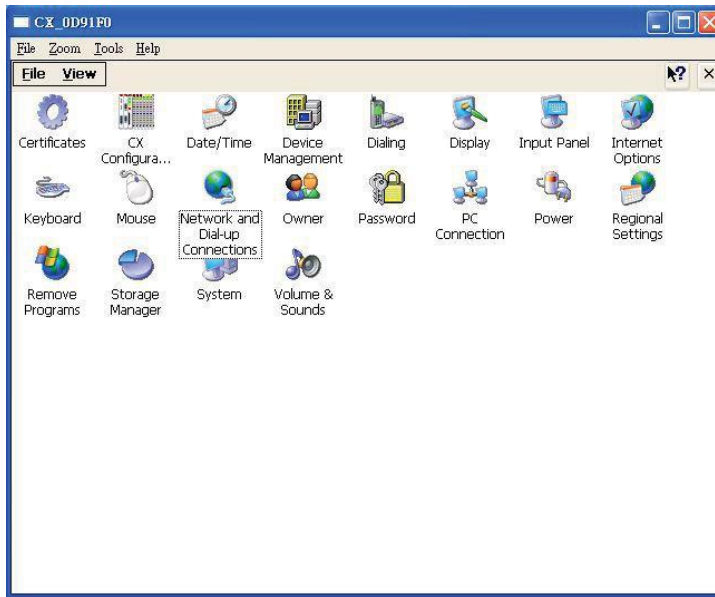 CX_0D91F0
File Zoom Tools Help
File View
?
Certificates
CX
Configura...
Date/Time
Device
Management
Dialing
Display
Input Panel
Internet
Options
Keyboard
Mouse
Network and
Dial-up
Connections
Owner
Password
PC
Connection
Power
Regional
Settings
Remove
Programs
Storage
Manager
System
Volume &
Sounds